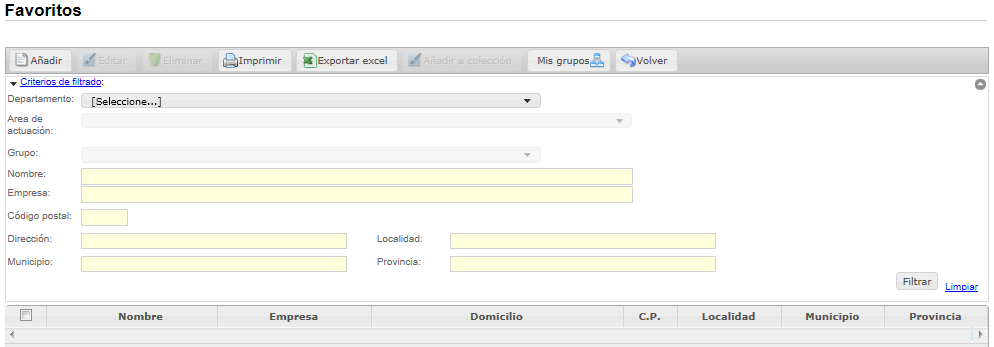 Favoritos
Añadir Editar Eliminar Imprimir Exportar excel Añadir a colección Mis grupos Volver
Criterios de filtrado:
Departamento: [Seleccione...]
Area de
actuación:
Grupo:
Nombre:
Empresa:
Código postal:
Dirección: Localidad:
Municipio: Provincia:
Filtrar Limpiar
Nombre Empresa Domicilio C.P. Localidad Municipio Provincia